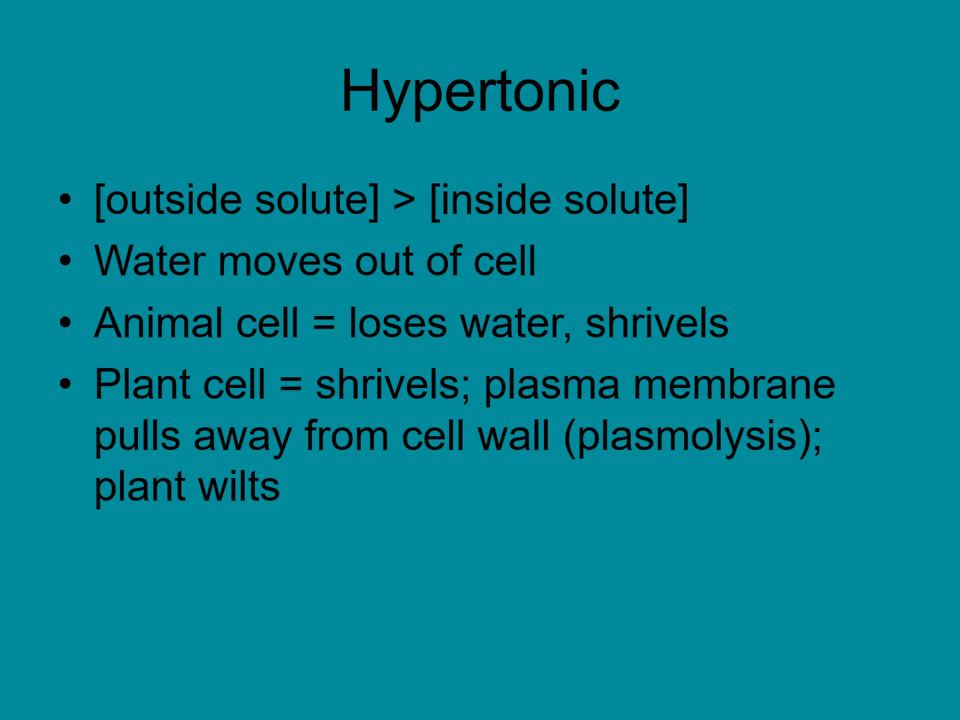 Hypertonic
• [outside solute] > [inside solute]
• Water moves out of cell
• Animal cell = loses water, shrivels
• Plant cell = shrivels; plasma membrane
pulls away from cell wall (plasmolysis);
plant wilts